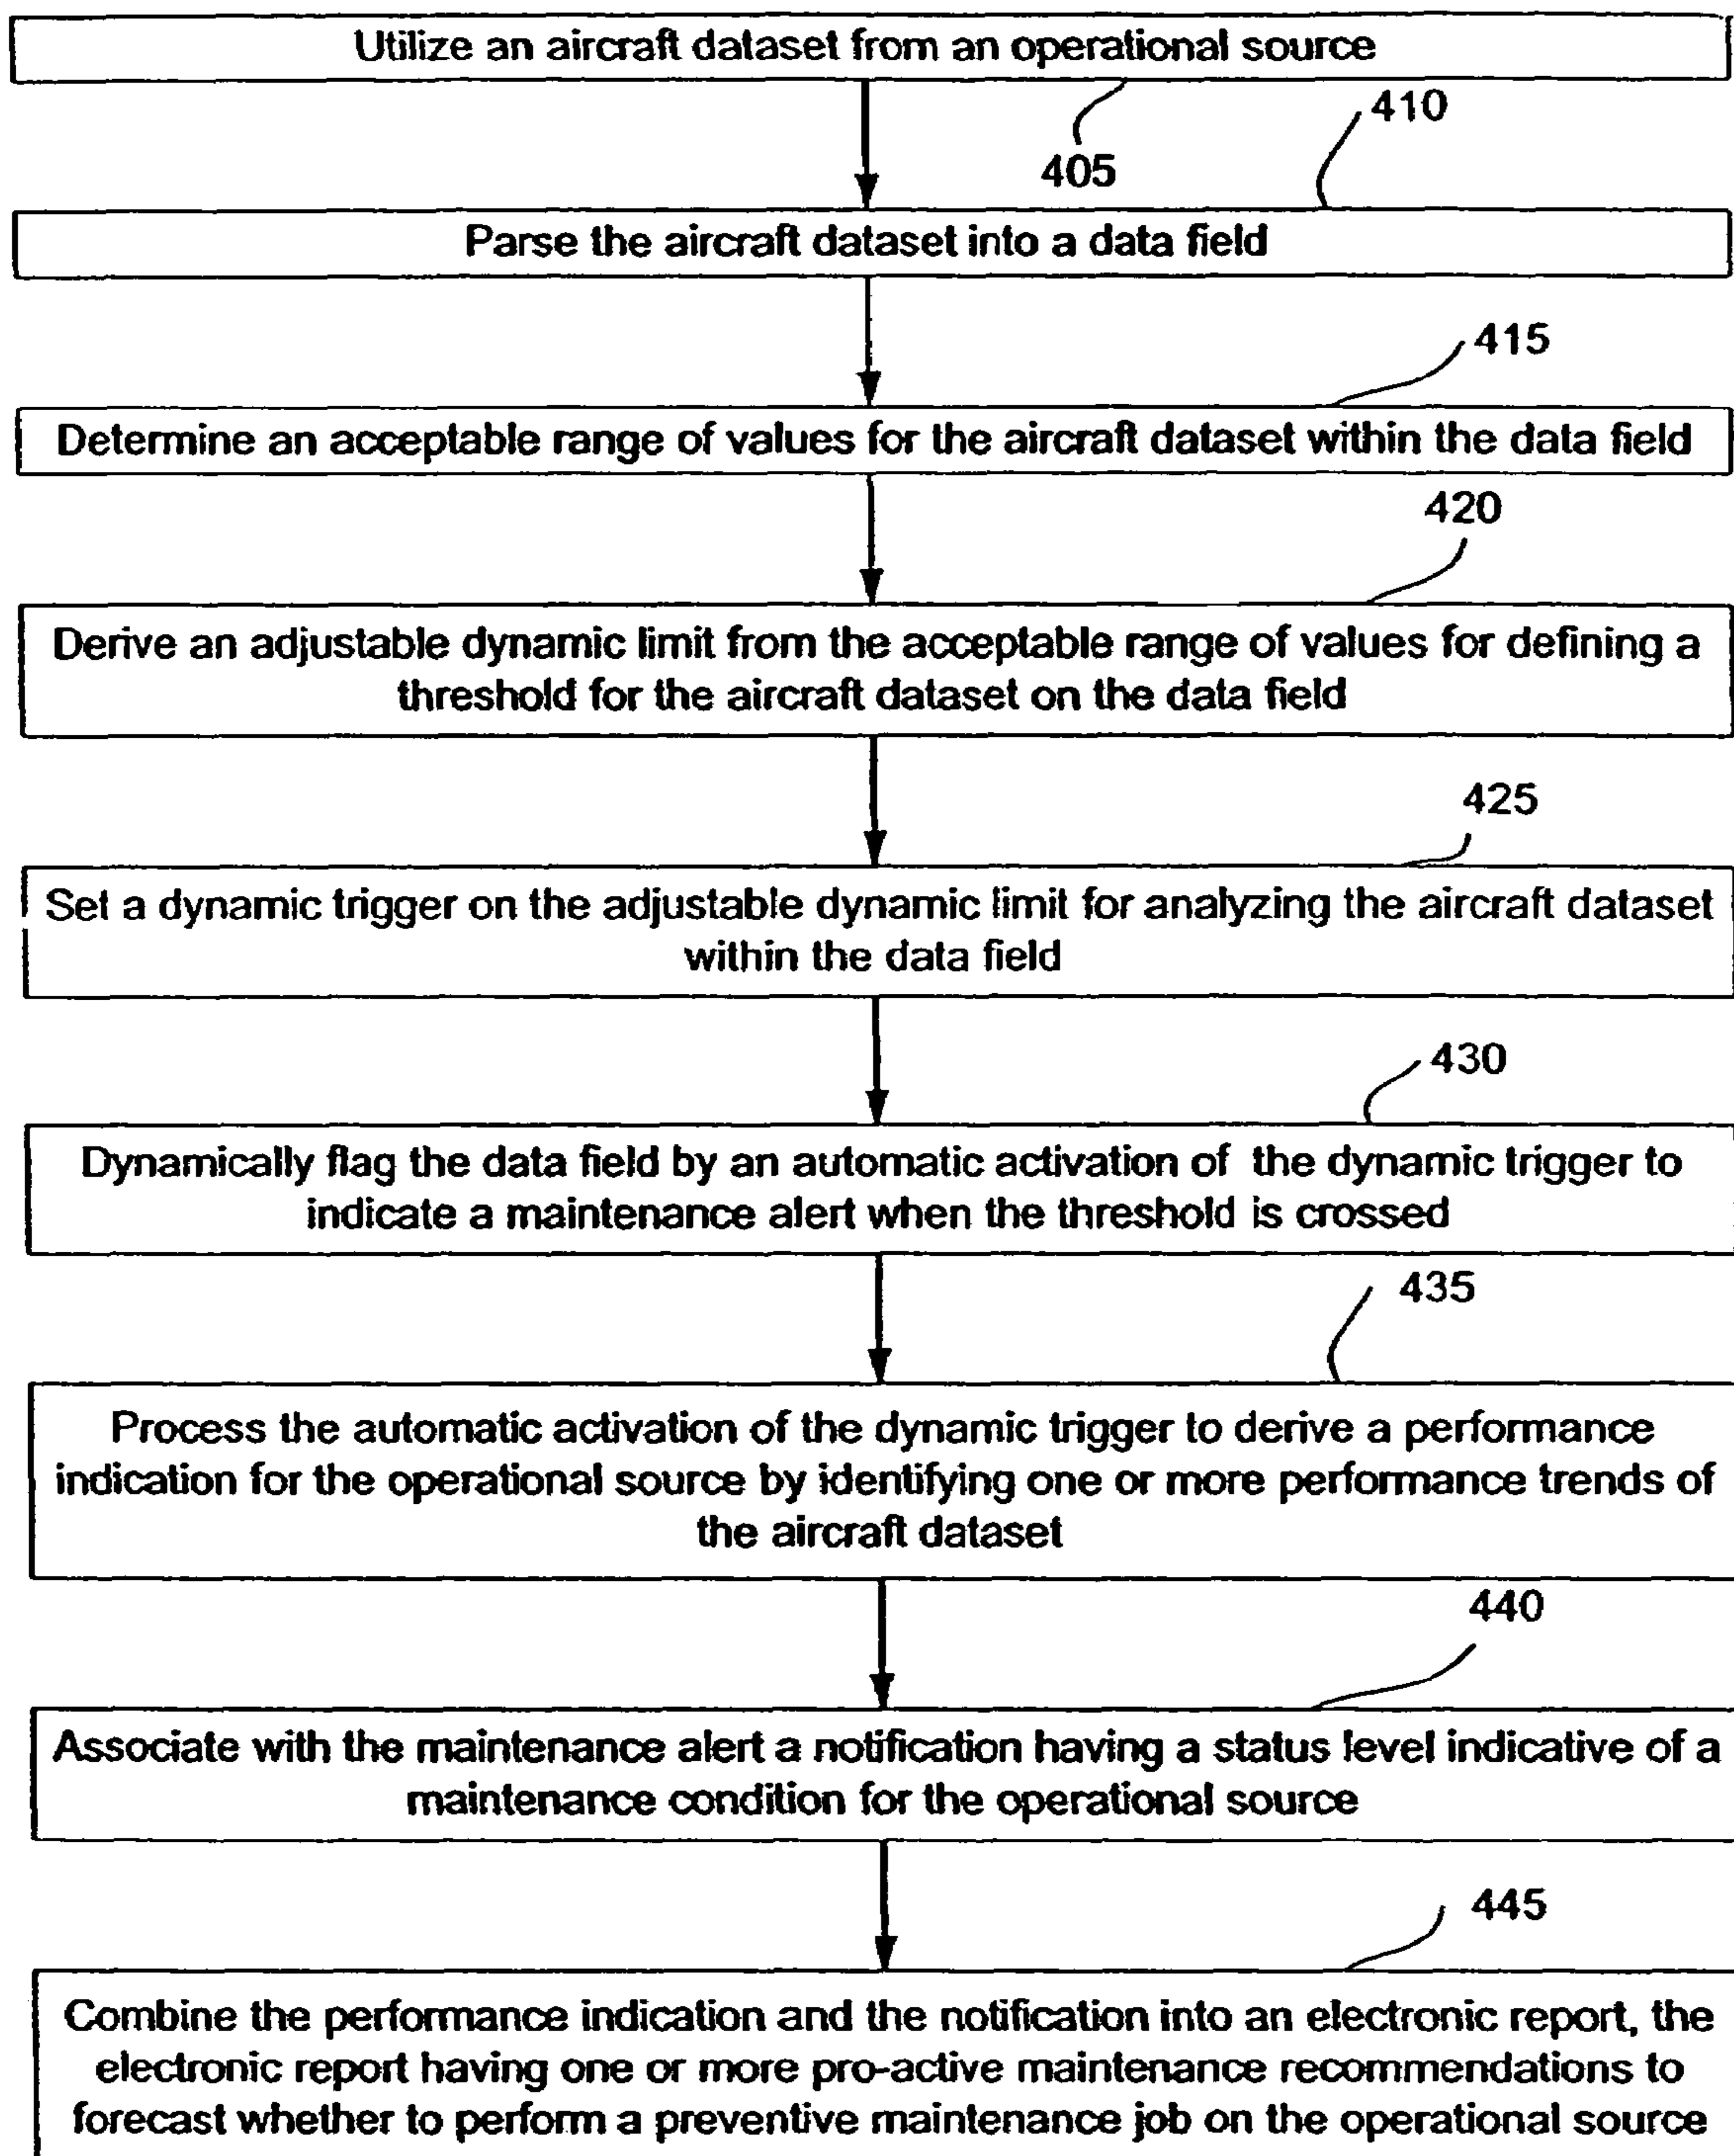 Utilize an aircraft dataset from an operational source
405
410
Parse the aircraft dataset into a data field
415
Determine an acceptable range of values for the aircraft dataset within the data field
420
Derive an adjustable dynamic limit from the acceptable range of values for defining a
threshold for the aircraft dataset on the data field
425
Set a dynamic trigger on the adjustable dynamic limit for analyzing the aircraft dataset
within the data field
430
Dynamically flag the data field by an automatic activation of the dynamic trigger to
indicate a maintenance alert when the threshold is crossed
435
Process the automatic activation of the dynamic trigger to derive a performance
indication for the operational source by identifying one or more performance trends of
the aircraft dataset
440
Associate with the maintenance alert a notification having a status level indicative of a
maintenance condition for the operational source
445
Combine the performance indication and the notification into an electronic report, the
electronic report having one or more pro-active maintenance recommendations to
forecast whether to perform a preventive maintenance job on the operational source